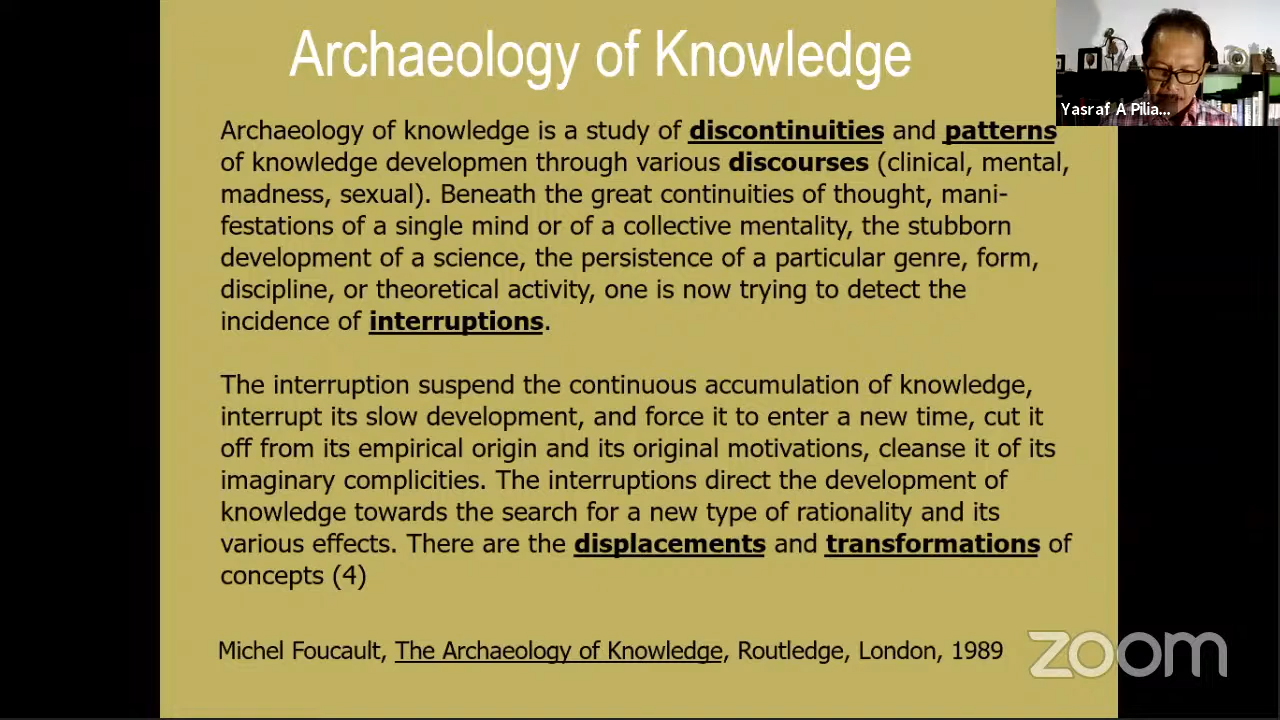 Archaeology of Knowledge
Yasraf A Pilia...
Archaeology of knowledge is a study of discontinuities and patterns
of knowledge developmen through various discourses (clinical, mental,
madness, sexual). Beneath the great continuities of thought, mani-
festations of a single mind or of a collective mentality, the stubborn
development of a science, the persistence of a particular genre, form,
discipline, or theoretical activity, one is now trying to detect the
incidence of interruptions.
The interruption suspend the continuous accumulation of knowledge,
interrupt its slow development, and force it to enter a new time, cut it
off from its empirical origin and its original motivations, cleanse it of its
imaginary complicities. The interruptions direct the development of
knowledge towards the search for a new type of rationality and its
various effects. There are the displacements and transformations of
concepts (4)
Michel Foucault, The Archaeology of Knowledge, Routledge, London, 1989
zoom